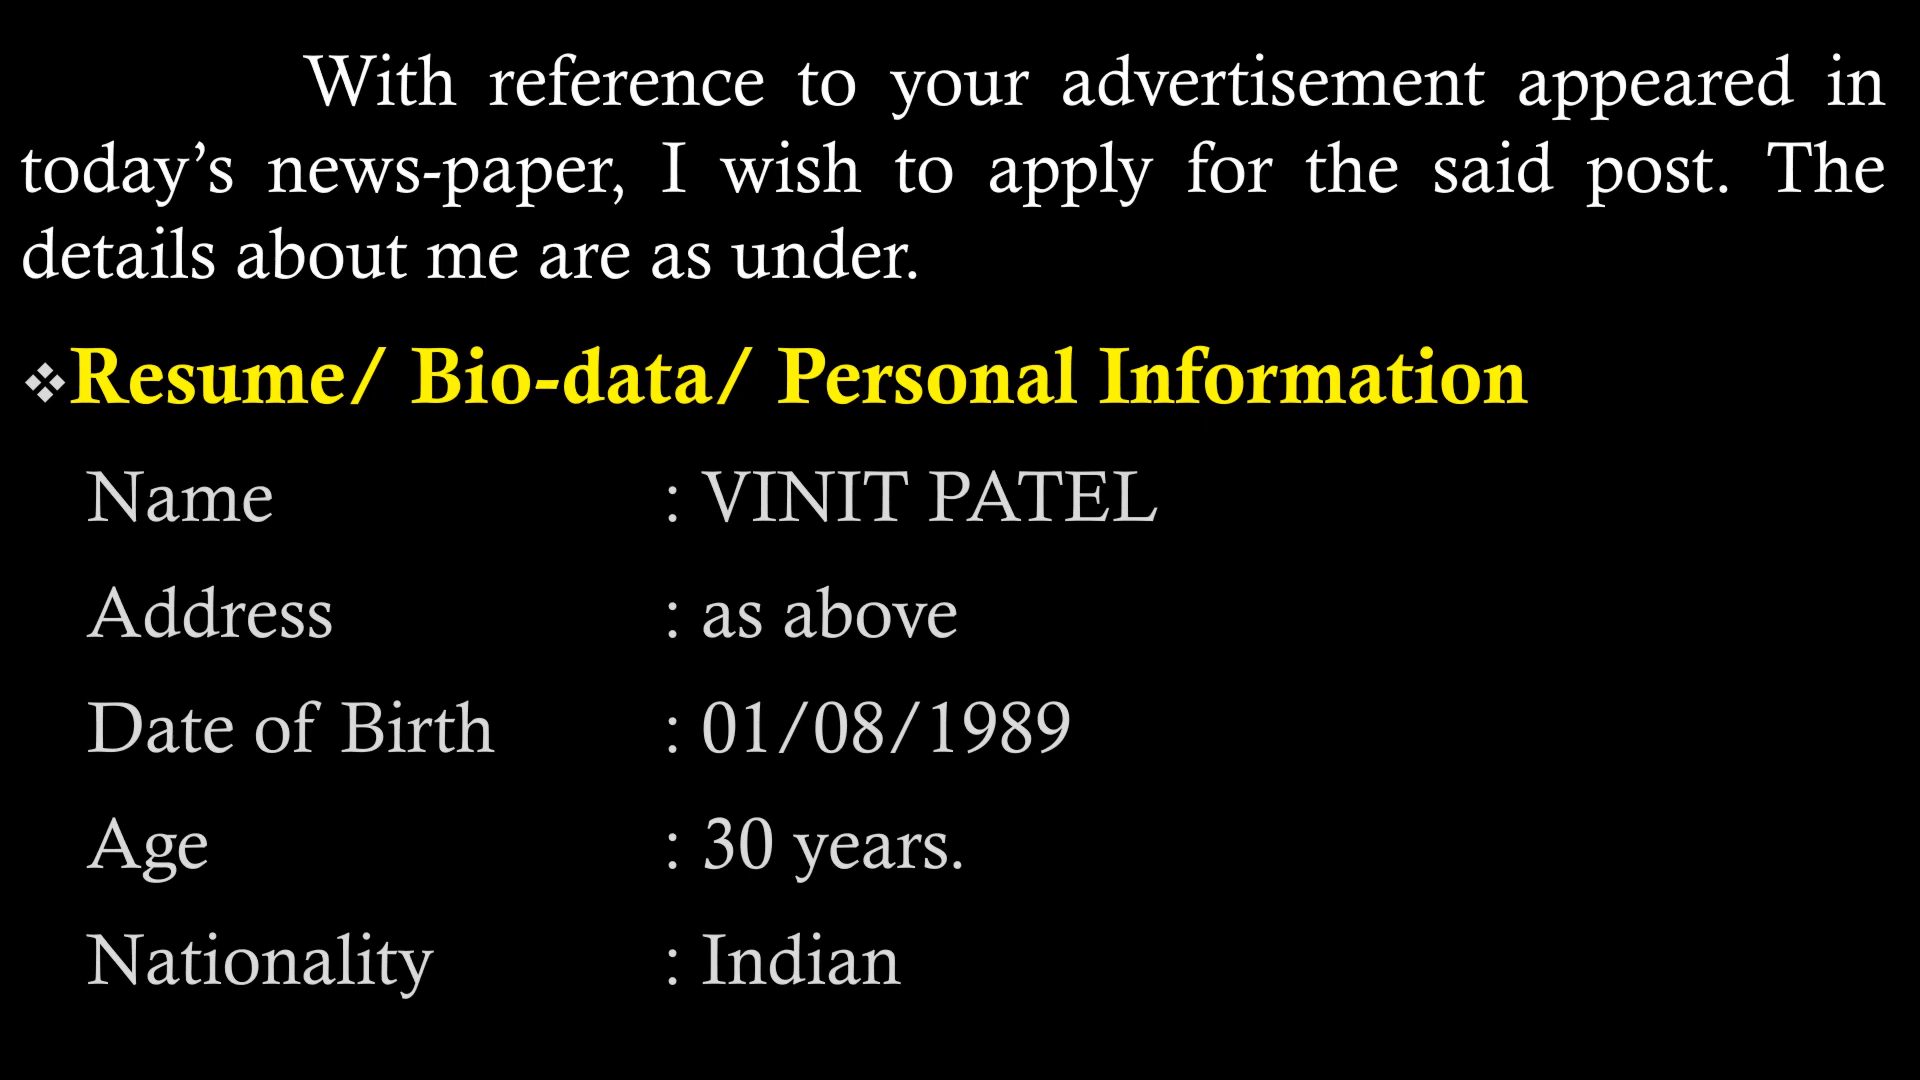 With reference to your advertisement appeared in
today’s news-paper, I wish to apply for the said post. The
details about me are as under.
❖Resume/ Bio-data/ Personal Information
Name : VINIT PATEL
Address : as above
Date of Birth : 01/08/1989
Age : 30 years.
Nationality : Indian